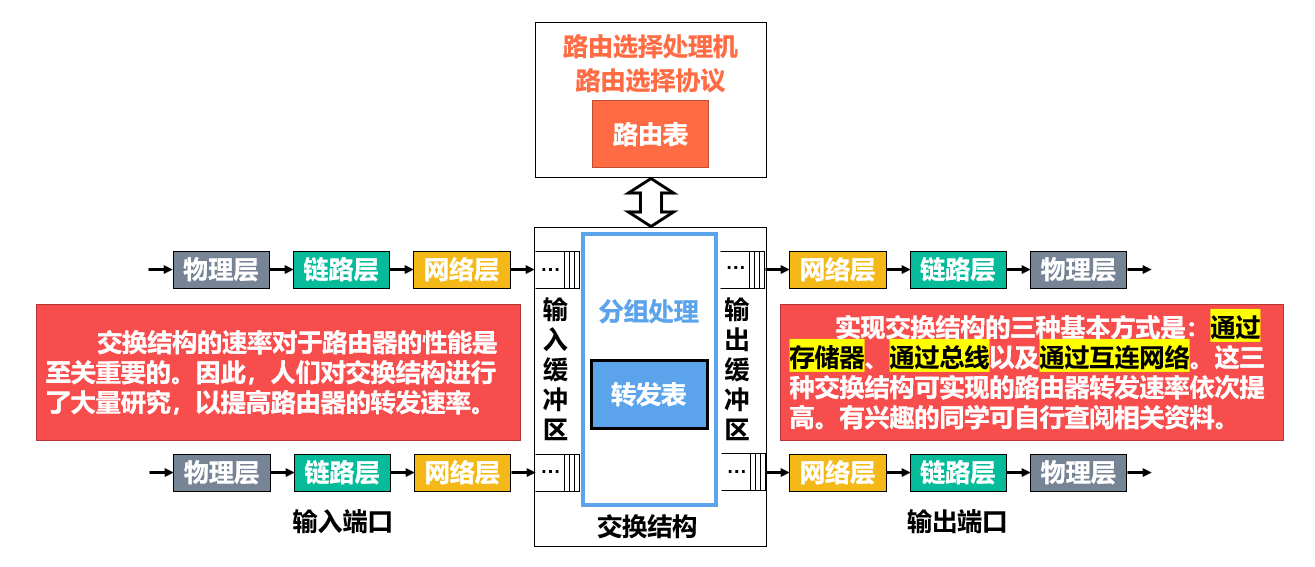 路由选择处理机
路由选择协议
路由表
物理层 链路层 网络层 … … 网络层 链路层 物理层
交换结构的速率对于路由器的性能是
至关重要的。因此，人们对交换结构进行
了大量研究，以提高路由器的转发速率。
输入缓冲区
分组处理
转发表
输出缓冲区
实现交换结构的三种基本方式是：通过
存储器、通过总线以及通过互连网络。这三
种交换结构可实现的路由器转发速率依次提
高。有兴趣的同学可自行查阅相关资料。
物理层 链路层 网络层 … … 网络层 链路层 物理层
输入端口
交换结构
输出端口